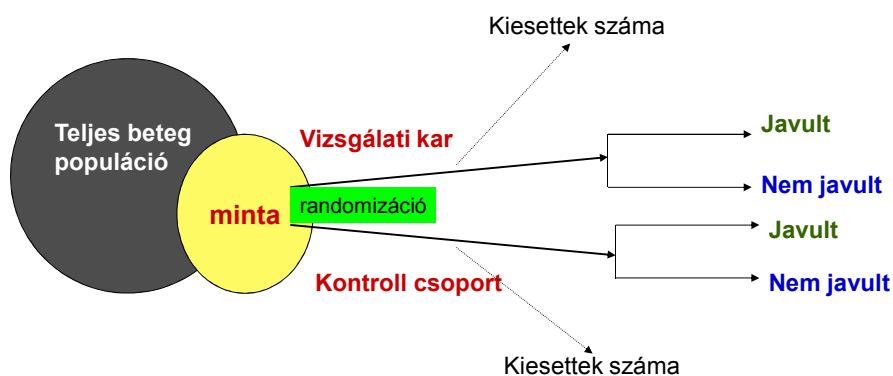 Kiesettek száma
Teljes beteg
populáció
Vizsgálati kar
Javult
Nem javult
randomizáció
minta
Javult
Kontroll csoport
Nem javult
Kiesettek száma